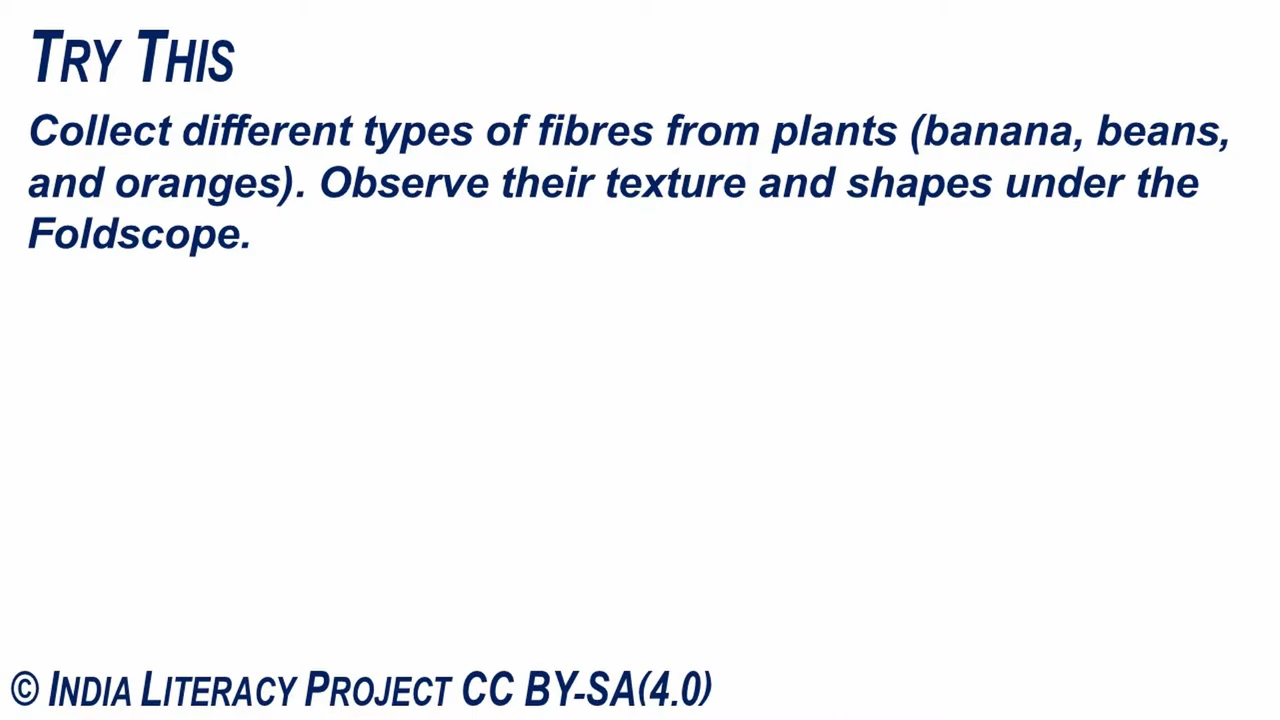 TRY THIS
Collect different types of fibres from plants (banana, beans,
and oranges). Observe their texture and shapes under the
Foldscope.
© INDIA LITERACY PROJECT CC BY-SA(4.0)